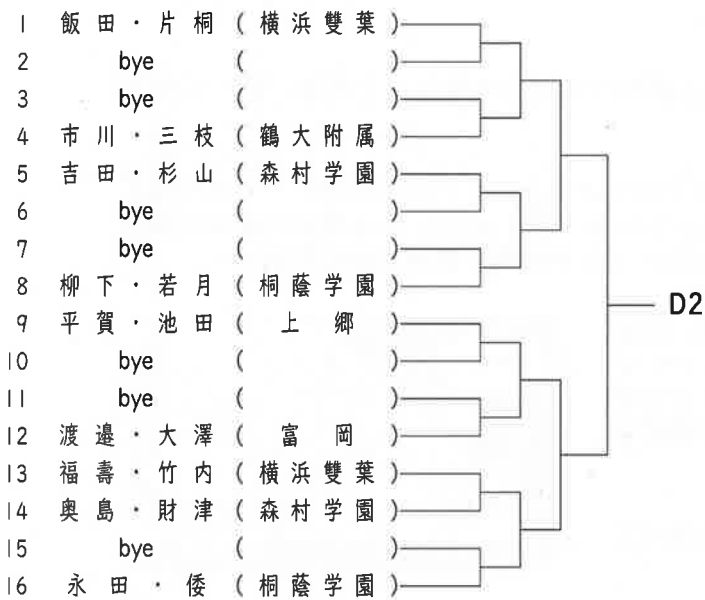 1 飯田・片桐 (横浜雙葉)
2 bye ( )
3 bye ( )
4 市川・三枝 (鶴大附属)
5 吉田・杉山 (森村学園)
6 bye ( )
7 bye ( )
8 柳下・若月 (桐蔭学園)
9 平賀・池田 (上郷)
D2
10 bye ( )
11 bye ( )
12 渡邉・大澤 (富岡)
13 福壽・竹内 (横浜雙葉)
14 奥島・財津 (森村学園)
15 bye ( )
16 永田・倭 (桐蔭学園)